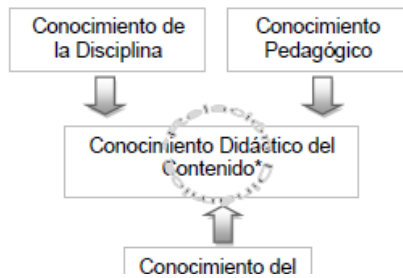 Conocimiento de
la Disciplina
Conocimiento
Pedagógico
Conocimiento Didáctico del
Contenido*
Conocimiento del